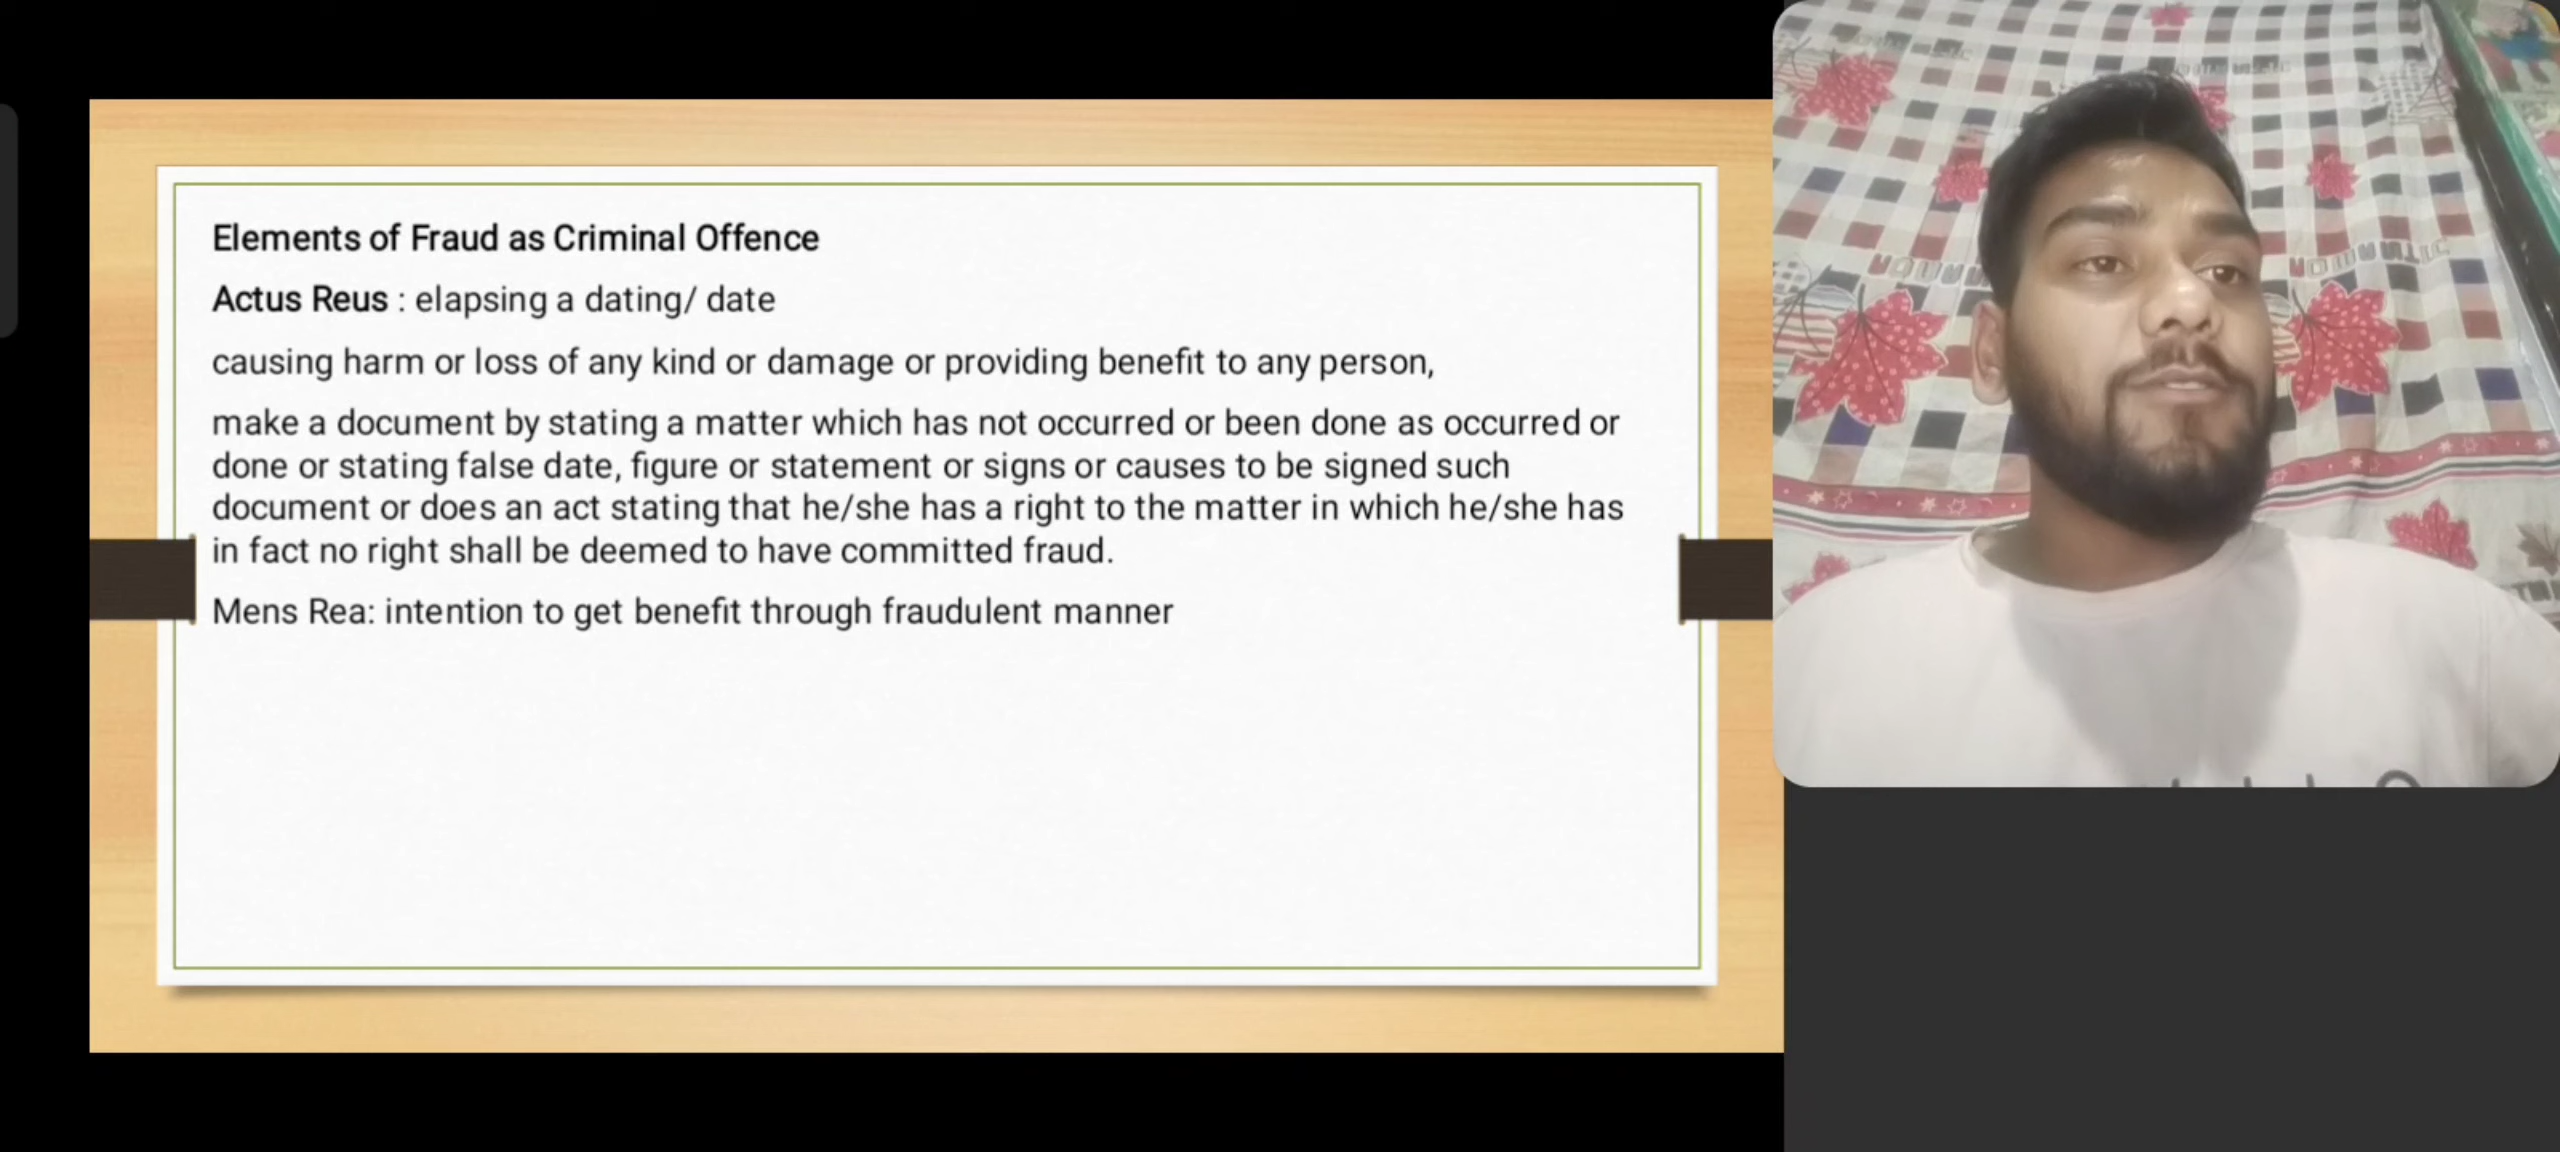 Elements of Fraud as Criminal Offence
Actus Reus : elapsing a dating/ date
causing harm or loss of any kind or damage or providing benefit to any person,
make a document by stating a matter which has not occurred or been done as occurred or
done or stating false date, figure or statement or signs or causes to be signed such
document or does an act stating that he/she has a right to the matter in which he/she has
in fact no right shall be deemed to have committed fraud.
Mens Rea: intention to get benefit through fraudulent manner